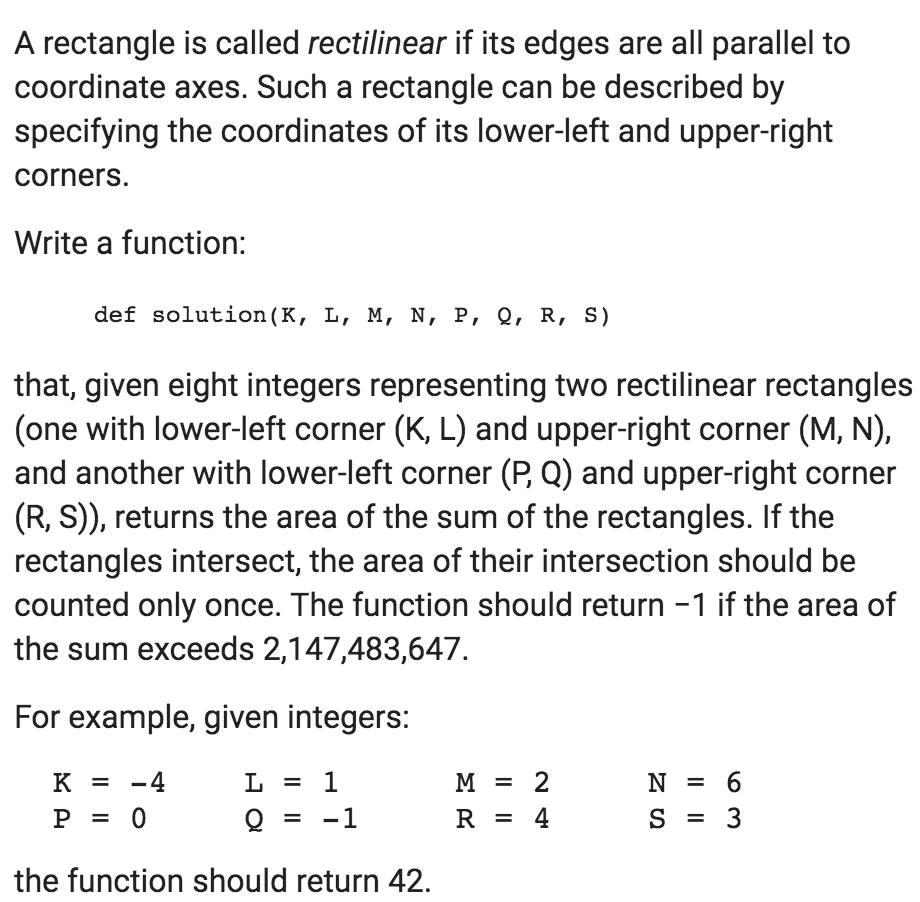 A rectangle is called rectilinear if its edges are all parallel to
coordinate axes. Such a rectangle can be described by
specifying the coordinates of its lower-left and upper-right
corners.
Write a function:
def solution(K, L, M, N, P, Q, R, S)
that, given eight integers representing two rectilinear rectangles
(one with lower-left corner (K, L) and upper-right corner (M, N),
and another with lower-left corner (P, Q) and upper-right corner
(R, S)), returns the area of the sum of the rectangles. If the
rectangles intersect, the area of their intersection should be
counted only once. The function should return −1 if the area of
the sum exceeds 2,147,483,647.
For example, given integers:
K = -4 L = 1 M = 2 N = 6
P = 0 Q = -1 R = 4 S = 3
the function should return 42.